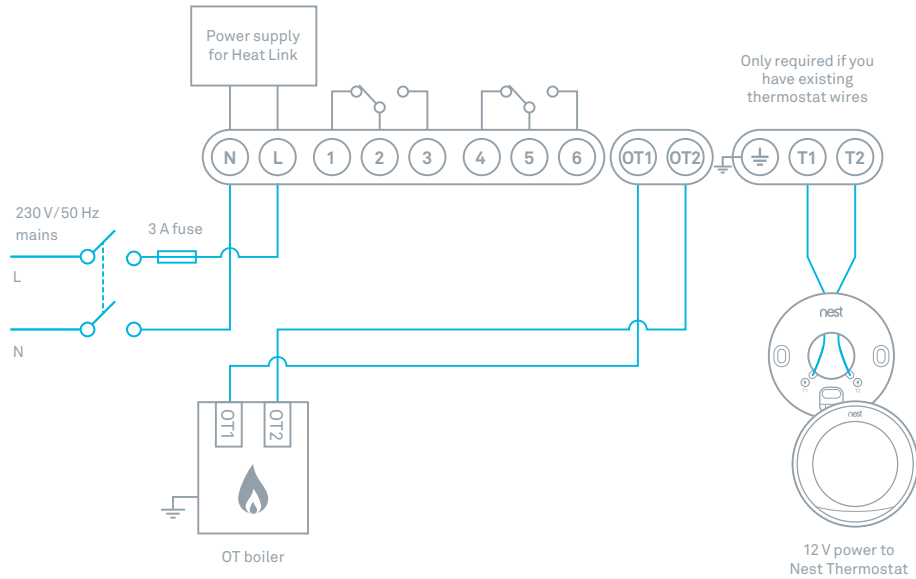 Power supply
for Heat Link
Only required if you
have existing
thermostat wires
N L 1 2 3 4 5 6 OT1 OT2 T1 T2
230 V/50 Hz
mains
3 A fuse
L
N
nest
T1 T2
nest
OT1 OT2
OT boiler
12 V power to
Nest Thermostat